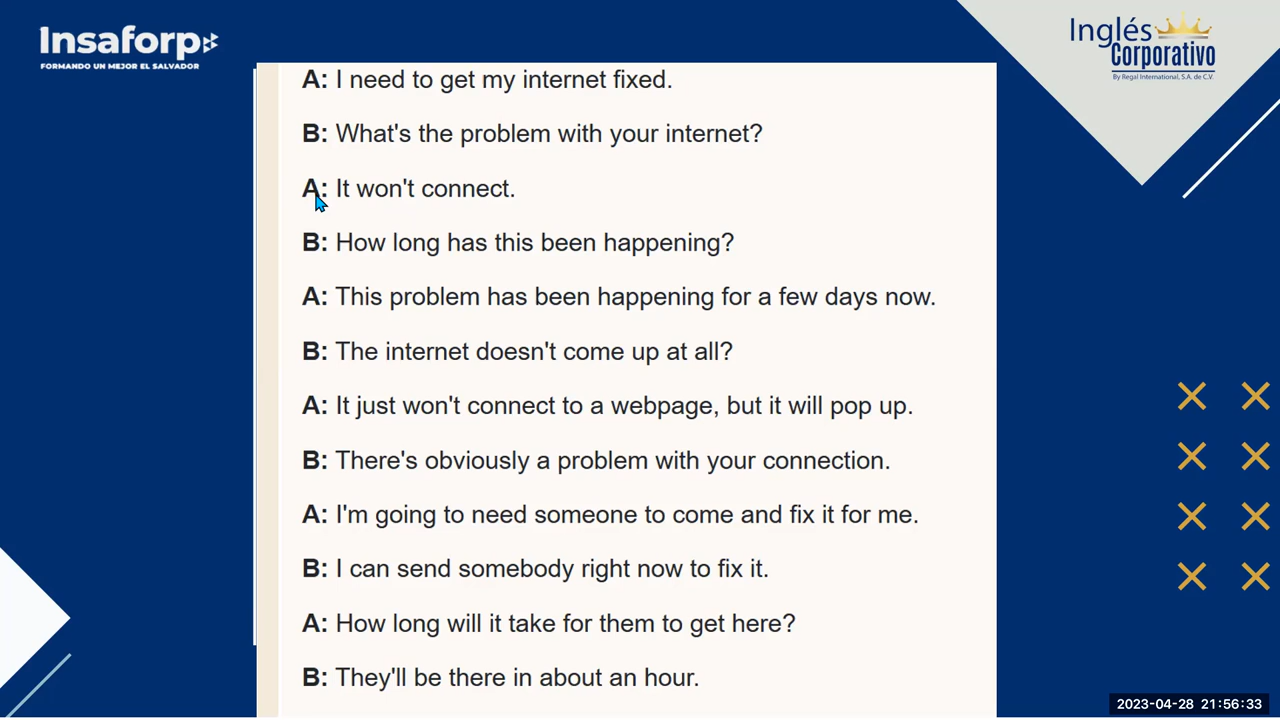 Insaforp
FORMANDO UN MEJOR EL SALVADOR
Inglés
Corporativo
By Regal International, S.A. de C.V.
A: I need to get my internet fixed.
B: What's the problem with your internet?
A: It won't connect.
B: How long has this been happening?
A: This problem has been happening for a few days now.
B: The internet doesn't come up at all?
A: It just won't connect to a webpage, but it will pop up.
B: There's obviously a problem with your connection.
A: I'm going to need someone to come and fix it for me.
B: I can send somebody right now to fix it.
A: How long will it take for them to get here?
B: They'll be there in about an hour.
2023-04-28 21:56:33